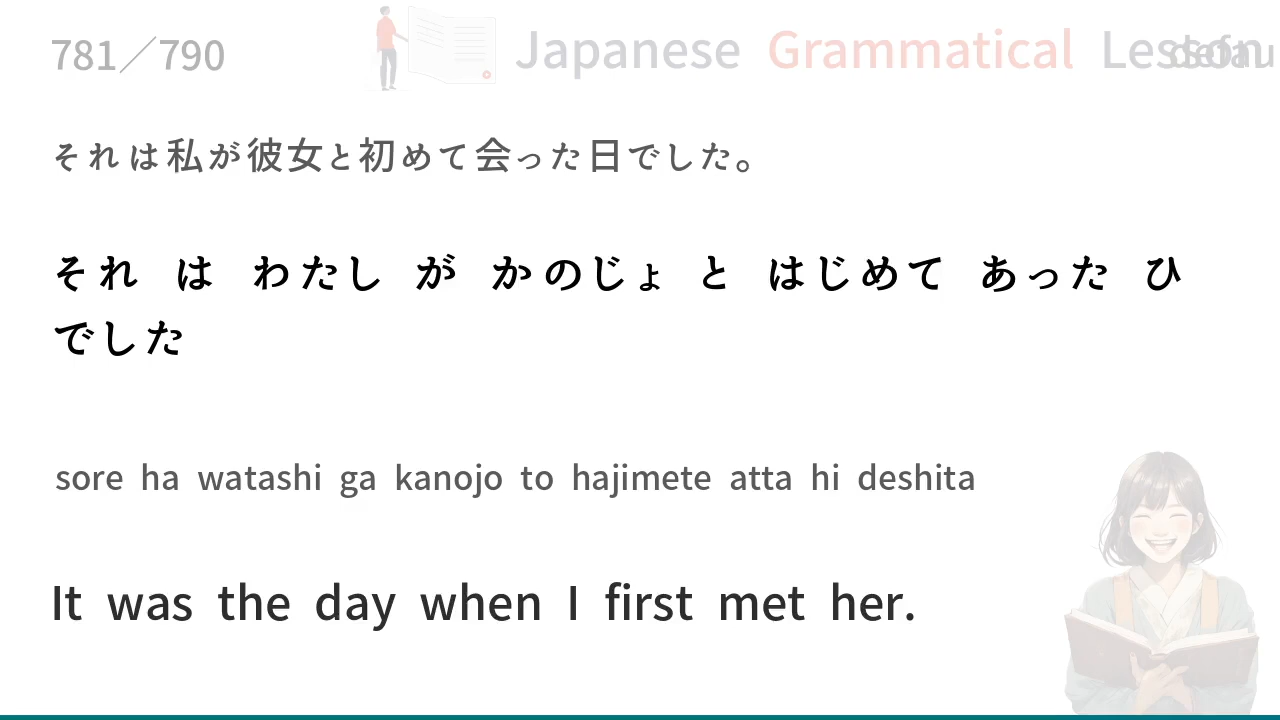 781／790
Japanese Grammatical Lesson
defau
それは私が彼女と初めて会った日でした。
それ は わたし が かのじょ と はじめて あった ひ
でした
sore ha watashi ga kanojo to hajimete atta hi deshita
It was the day when I first met her.